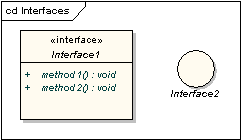 cd Interfaces
«interface»
Interface1
+ method1() : void
+ method2() : void
Interface2